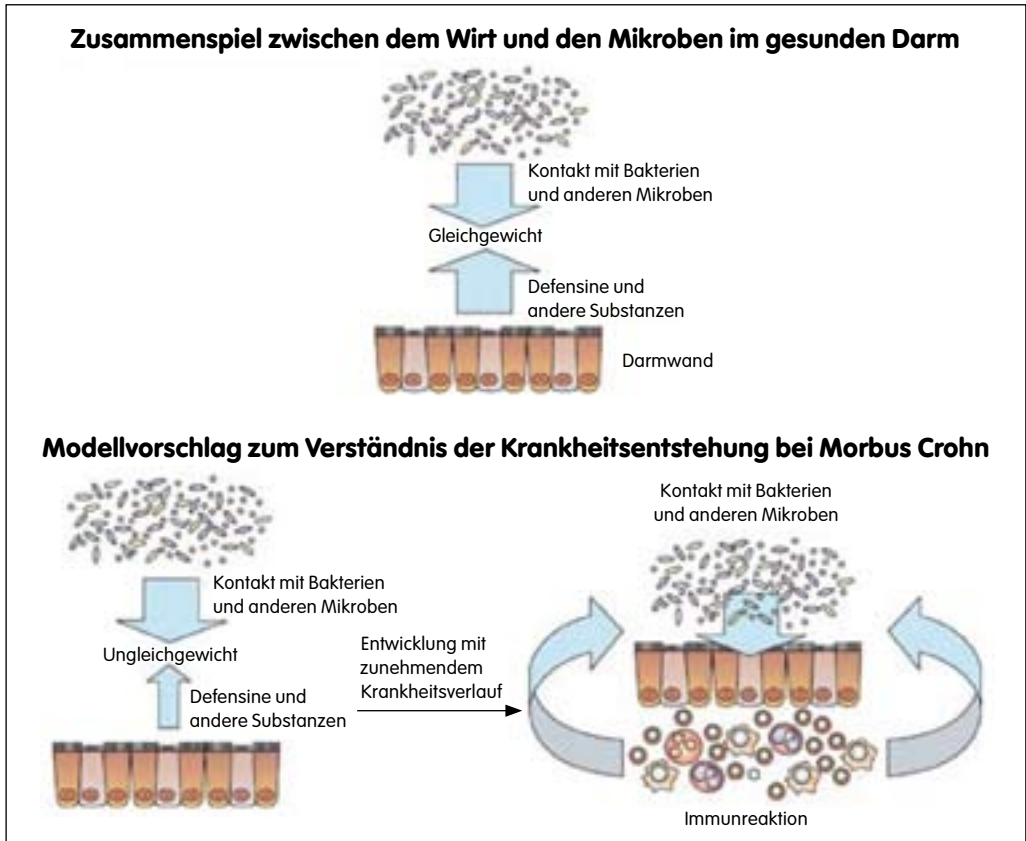 Zusammenspiel zwischen dem Wirt und den Mikroben im gesunden Darm
Kontakt mit Bakterien
und anderen Mikroben
Gleichgewicht
Defensine und
andere Substanzen
Darmwand
Modellvorschlag zum Verständnis der Krankheitsentstehung bei Morbus Crohn
Kontakt mit Bakterien
und anderen Mikroben
Ungleichgewicht
Defensine und
andere Substanzen
Entwicklung mit
zunehmendem
Krankheitsverlauf
Kontakt mit Bakterien
und anderen Mikroben
Immunreaktion